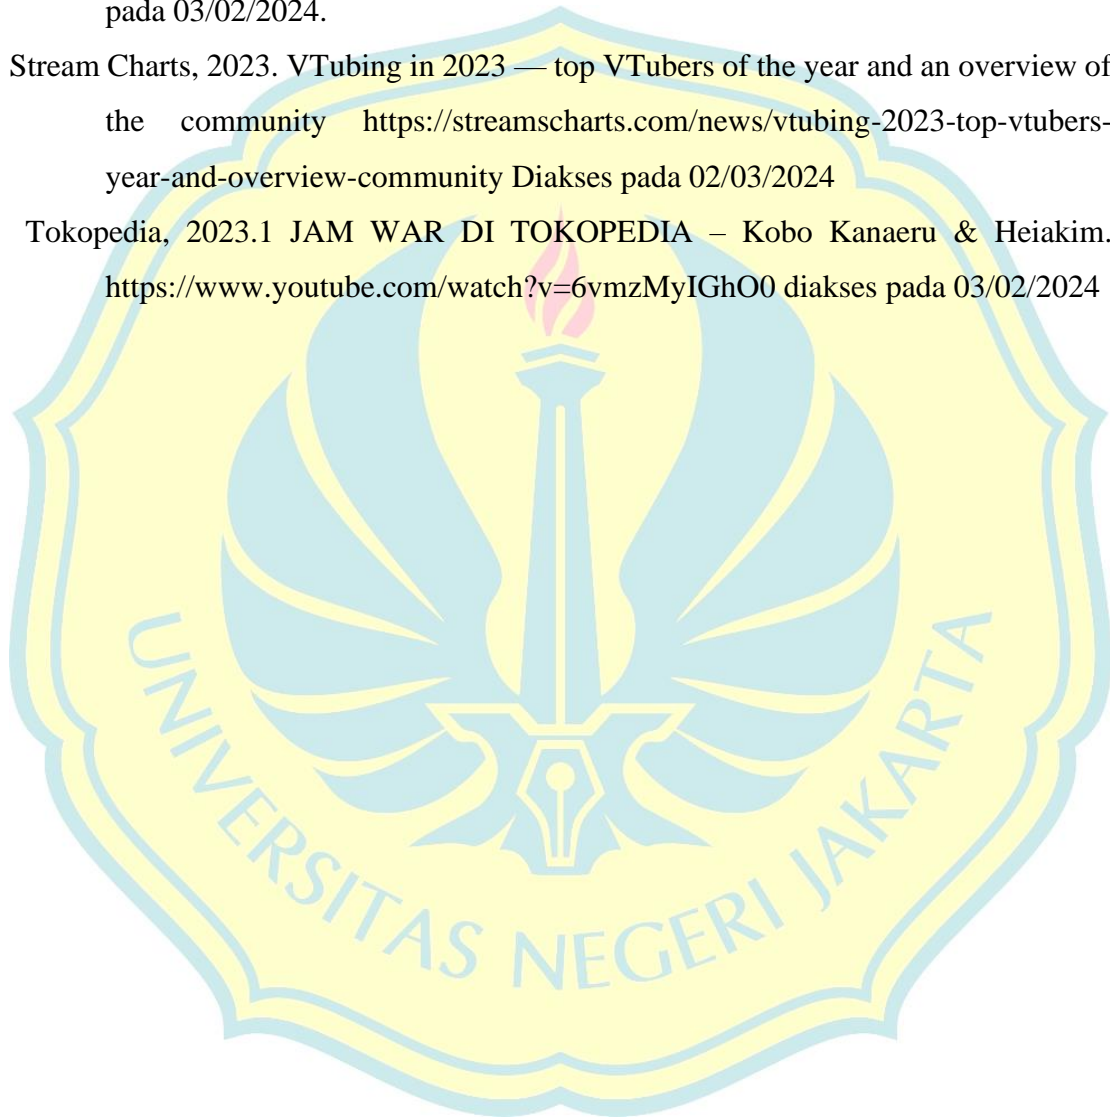 pada 03/02/2024.
Stream Charts, 2023. VTubing in 2023 — top VTubers of the year and an overview of
the community https://streamscharts.com/news/vtubing-2023-top-vtubers-
year-and-overview-community Diakses pada 02/03/2024
Tokopedia, 2023.1 JAM WAR DI TOKOPEDIA – Kobo Kanaeru & Heiakim.
https://www.youtube.com/watch?v=6vmzMyIGhO0 diakses pada 03/02/2024
UNIVERSITAS NEGERI JAKARTA